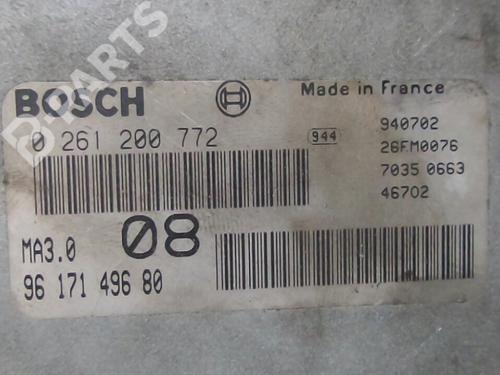 B PARTS
BOSCH
Made in France
0 261 200 772
944
940702
26FM0076
7035 0663
46702
MA3.0
08
96 171 496 80